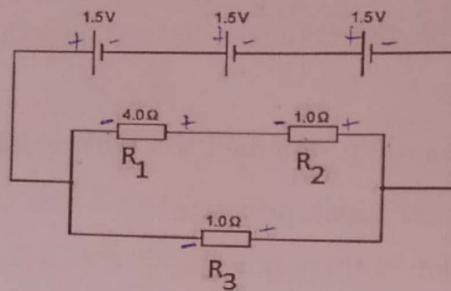 1.5V 1.5V 1.5V
+ - + - + -
4.0Ω 1.0Ω
- + - +
R1 R2
1.0Ω
- +
R3